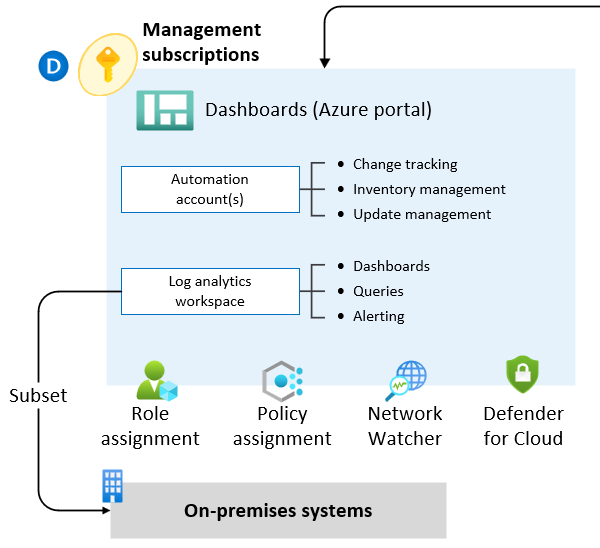 Management
subscriptions
D
Dashboards (Azure portal)
Automation
account(s)
• Change tracking
• Inventory management
• Update management
Log analytics
workspace
• Dashboards
• Queries
• Alerting
Subset
Role
assignment
Policy
assignment
Network
Watcher
Defender
for Cloud
On-premises systems